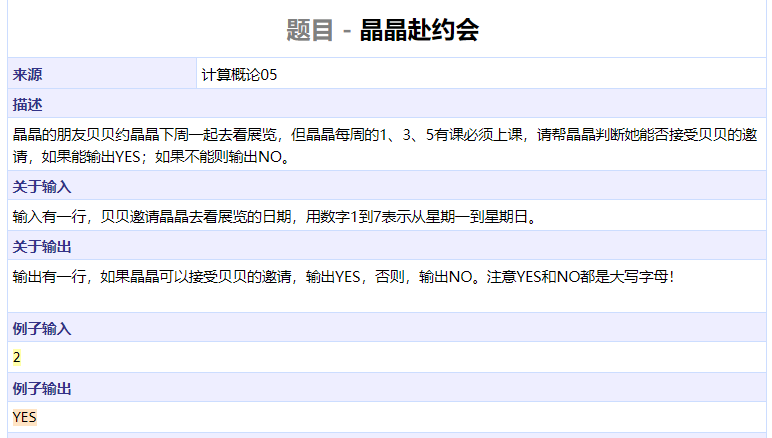 题目 - 晶晶赴约会
来源 计算概论05
描述
晶晶的朋友贝贝约晶晶下周一起去看展览，但晶晶每周的1、3、5有课必须上课，请帮晶晶判断她能否接受贝贝的邀
请，如果能输出YES；如果不能则输出NO。
关于输入
输入有一行，贝贝邀请晶晶去看展览的日期，用数字1到7表示从星期一到星期日。
关于输出
输出有一行，如果晶晶可以接受贝贝的邀请，输出YES，否则，输出NO。注意YES和NO都是大写字母！
例子输入
2
例子输出
YES